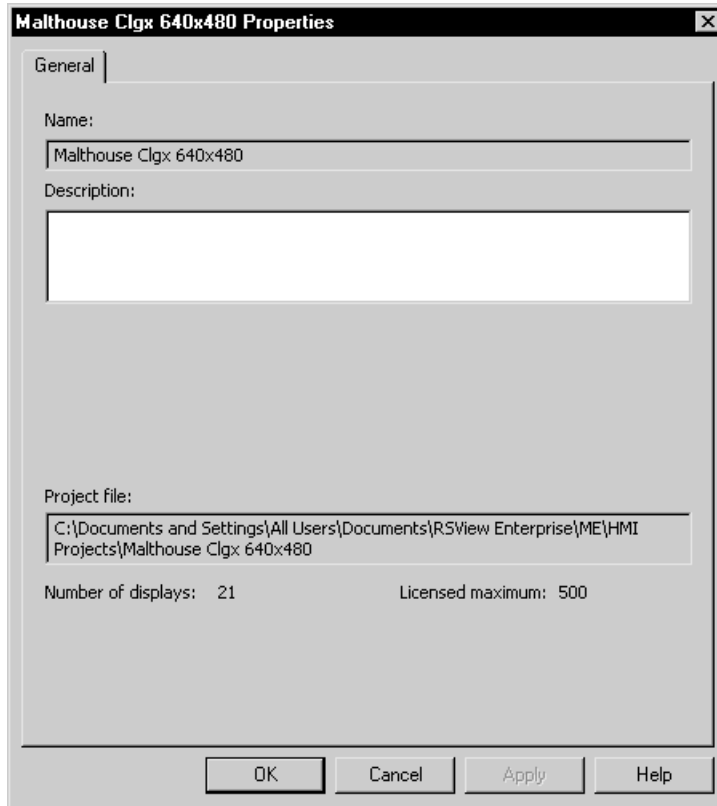 Malthouse Clgx 640x480 Properties
General
Name:
Malthouse Clgx 640x480
Description:
Project file:
C:\Documents and Settings\All Users\Documents\RSView Enterprise\ME\HMI
Projects\Malthouse Clgx 640x480
Number of displays: 21 Licensed maximum: 500
OK Cancel Apply Help